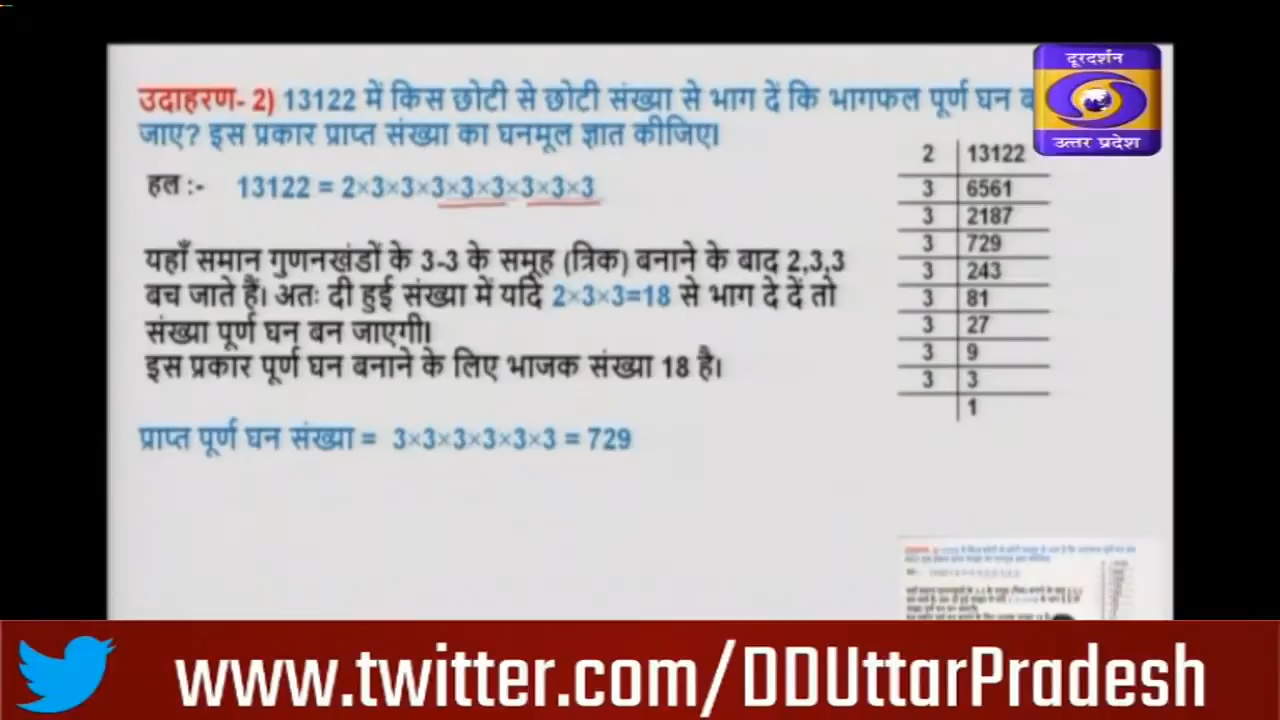 दूरदर्शन
उत्तर प्रदेश
उदाहरण- 2) 13122 में किस छोटी से छोटी संख्या से भाग दें कि भागफल पूर्ण घन
जाए? इस प्रकार प्राप्त संख्या का घनमूल ज्ञात कीजिए।
हल :- 13122 = 2×3×3×3×3×3×3×3×3
यहाँ समान गुणनखंडों के 3-3 के समूह (त्रिक) बनाने के बाद 2,3,3
बच जाते हैं। अतः दी हुई संख्या में यदि 2×3×3=18 से भाग दे दें तो
संख्या पूर्ण घन बन जाएगी।
इस प्रकार पूर्ण घन बनाने के लिए भाजक संख्या 18 है।
प्राप्त पूर्ण घन संख्या = 3×3×3×3×3×3 = 729
2 13122
3 6561
3 2187
3 729
3 243
3 81
3 27
3 9
3 3
1
www.twitter.com/DDUttarPradesh